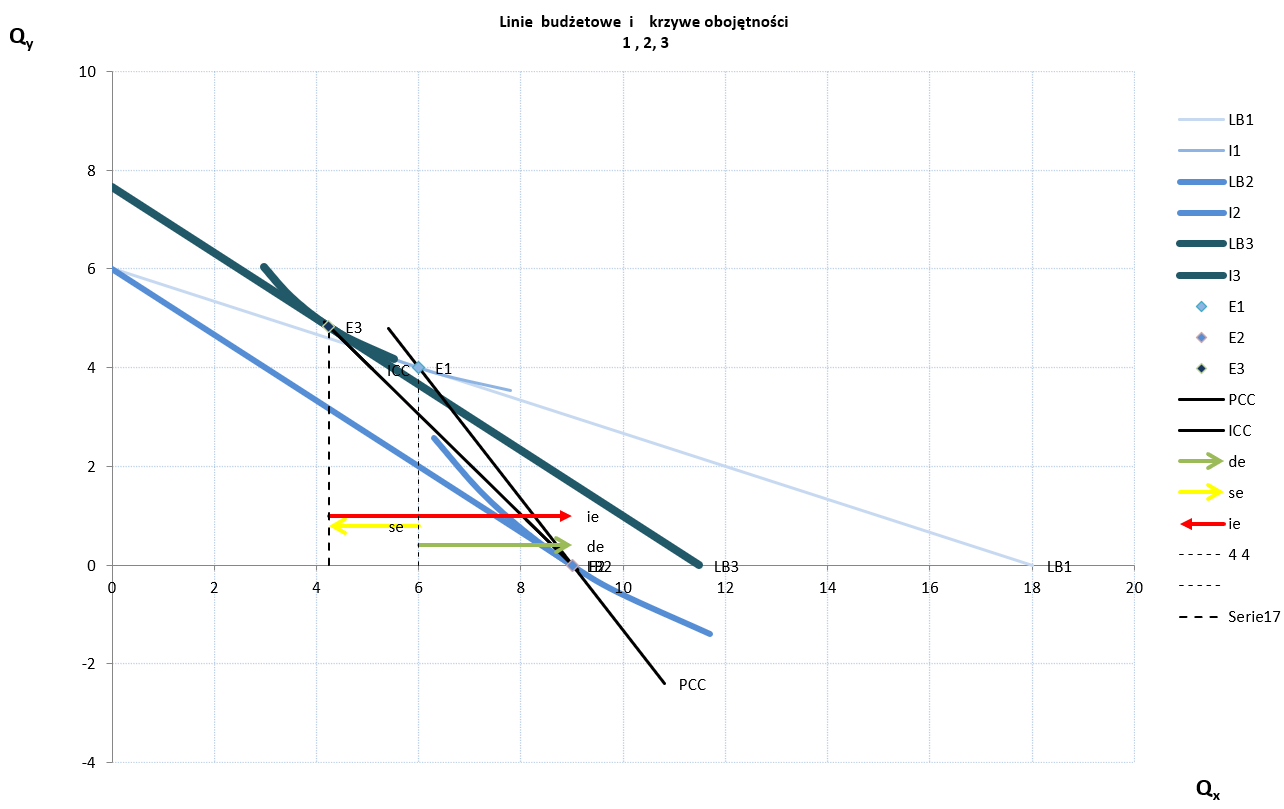 Linie budżetowe i krzywe obojętności
1 , 2, 3
Qy
10
8
6
4
2
0
-2
-4
0 2 4 6 8 10 12 14 16 18 20
E3
ICC
E1
ie
se
de
LB3
LB1
PCC
Qx
LB1
I1
LB2
I2
LB3
I3
E1
E2
E3
PCC
ICC
de
se
ie
4 4
Serie17